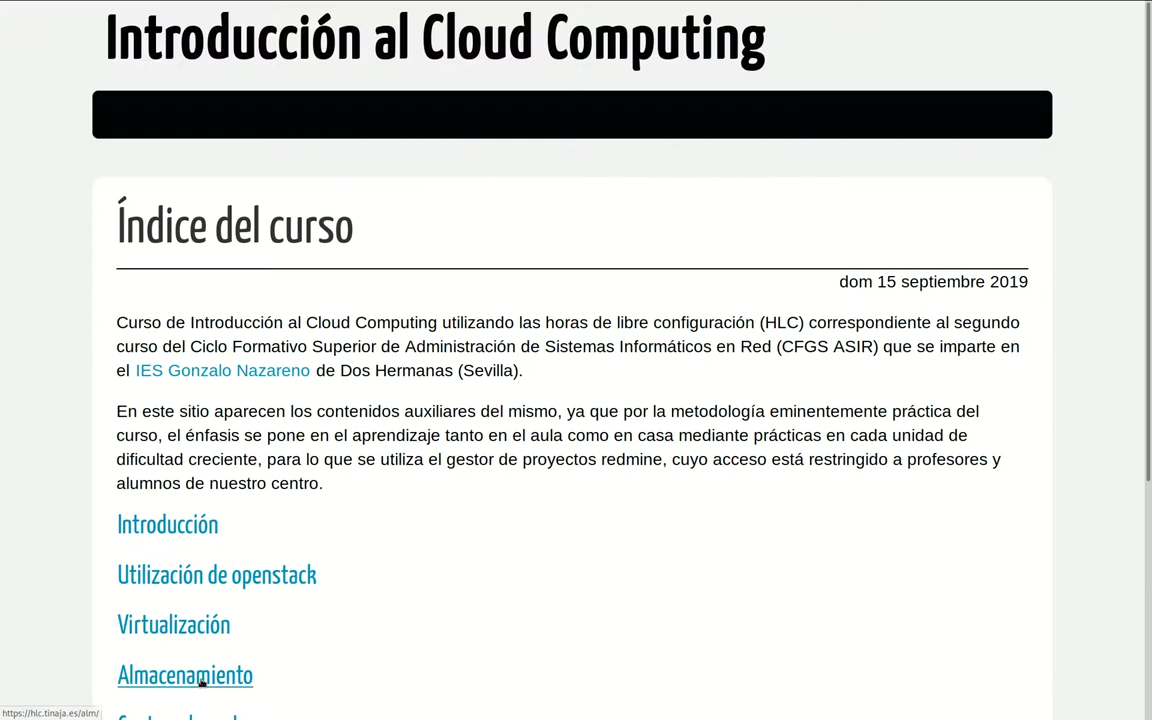 Introducción al Cloud Computing
Índice del curso
dom 15 septiembre 2019
Curso de Introducción al Cloud Computing utilizando las horas de libre configuración (HLC) correspondiente al segundo
curso del Ciclo Formativo Superior de Administración de Sistemas Informáticos en Red (CFGS ASIR) que se imparte en
el IES Gonzalo Nazareno de Dos Hermanas (Sevilla).
En este sitio aparecen los contenidos auxiliares del mismo, ya que por la metodología eminentemente práctica del
curso, el énfasis se pone en el aprendizaje tanto en el aula como en casa mediante prácticas en cada unidad de
dificultad creciente, para lo que se utiliza el gestor de proyectos redmine, cuyo acceso está restringido a profesores y
alumnos de nuestro centro.
Introducción
Utilización de openstack
Virtualización
Almacenamiento
https://hlc.tinaja.es/alm/